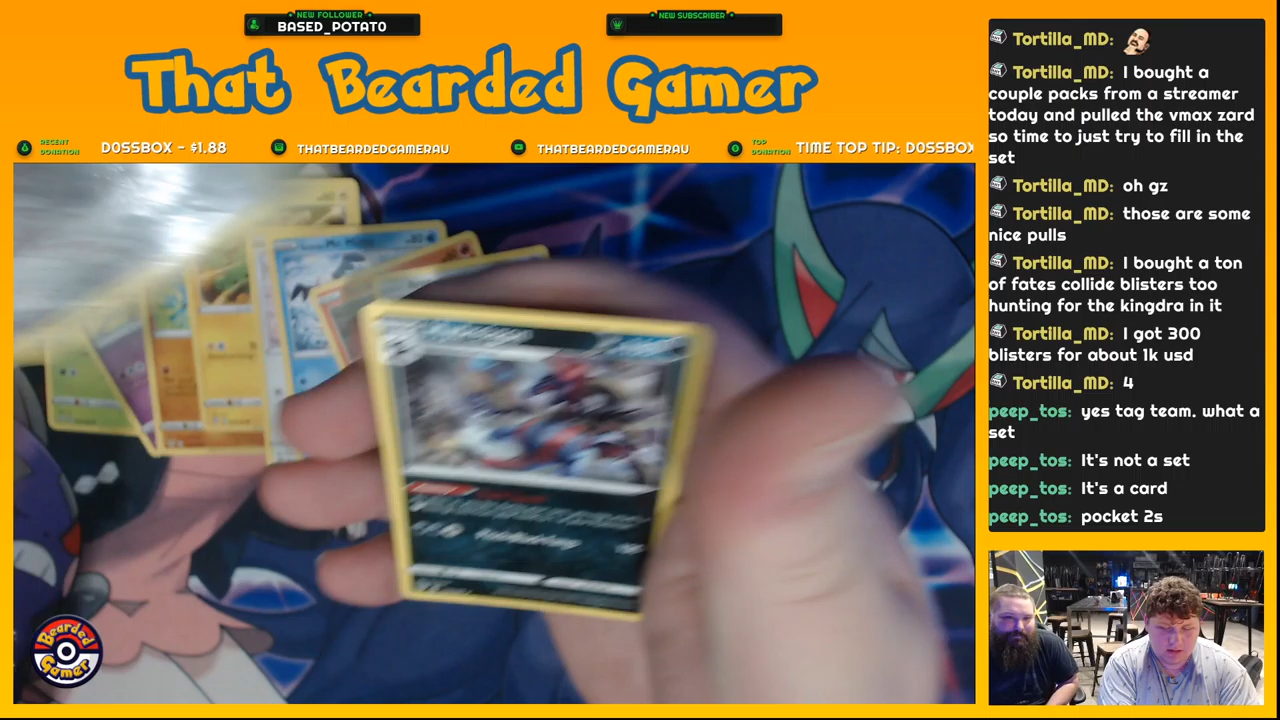 NEW FOLLOWER
BASED_POTAT0
NEW SUBSCRIBER
That Bearded Gamer
RECENT DONATION
D0SSBOX - $1.88
THATBEARDEDGAMERAU
THATBEARDEDGAMERAU
TOP DONATION
TIME TOP TIP: D0SSBOX
Tortilla_MD:
Tortilla_MD: I bought a
couple packs from a streamer
today and pulled the vmax zard
so time to just try to fill in the
set
Tortilla_MD: oh gz
Tortilla_MD: those are some
nice pulls
Tortilla_MD: I bought a ton
of fates collide blisters too
hunting for the kingdra in it
Tortilla_MD: I got 300
blisters for about 1k usd
Tortilla_MD: 4
peep_tos: yes tag team. what a
set
peep_tos: It's not a set
peep_tos: It's a card
peep_tos: pocket 2s
Bearded
Gamer